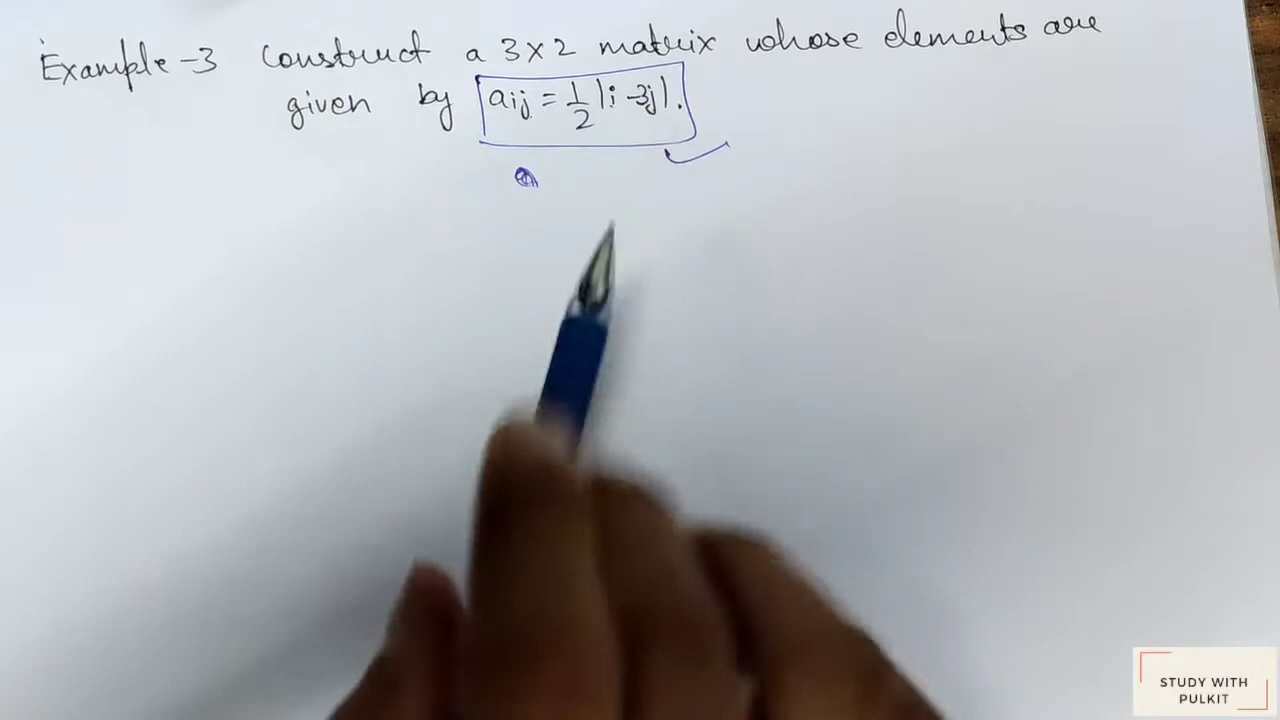 Example-3 Construct a 3×2 matrix whose elements are
given by aij = 1/2 |i-3j|.
STUDY WITH
PULKIT